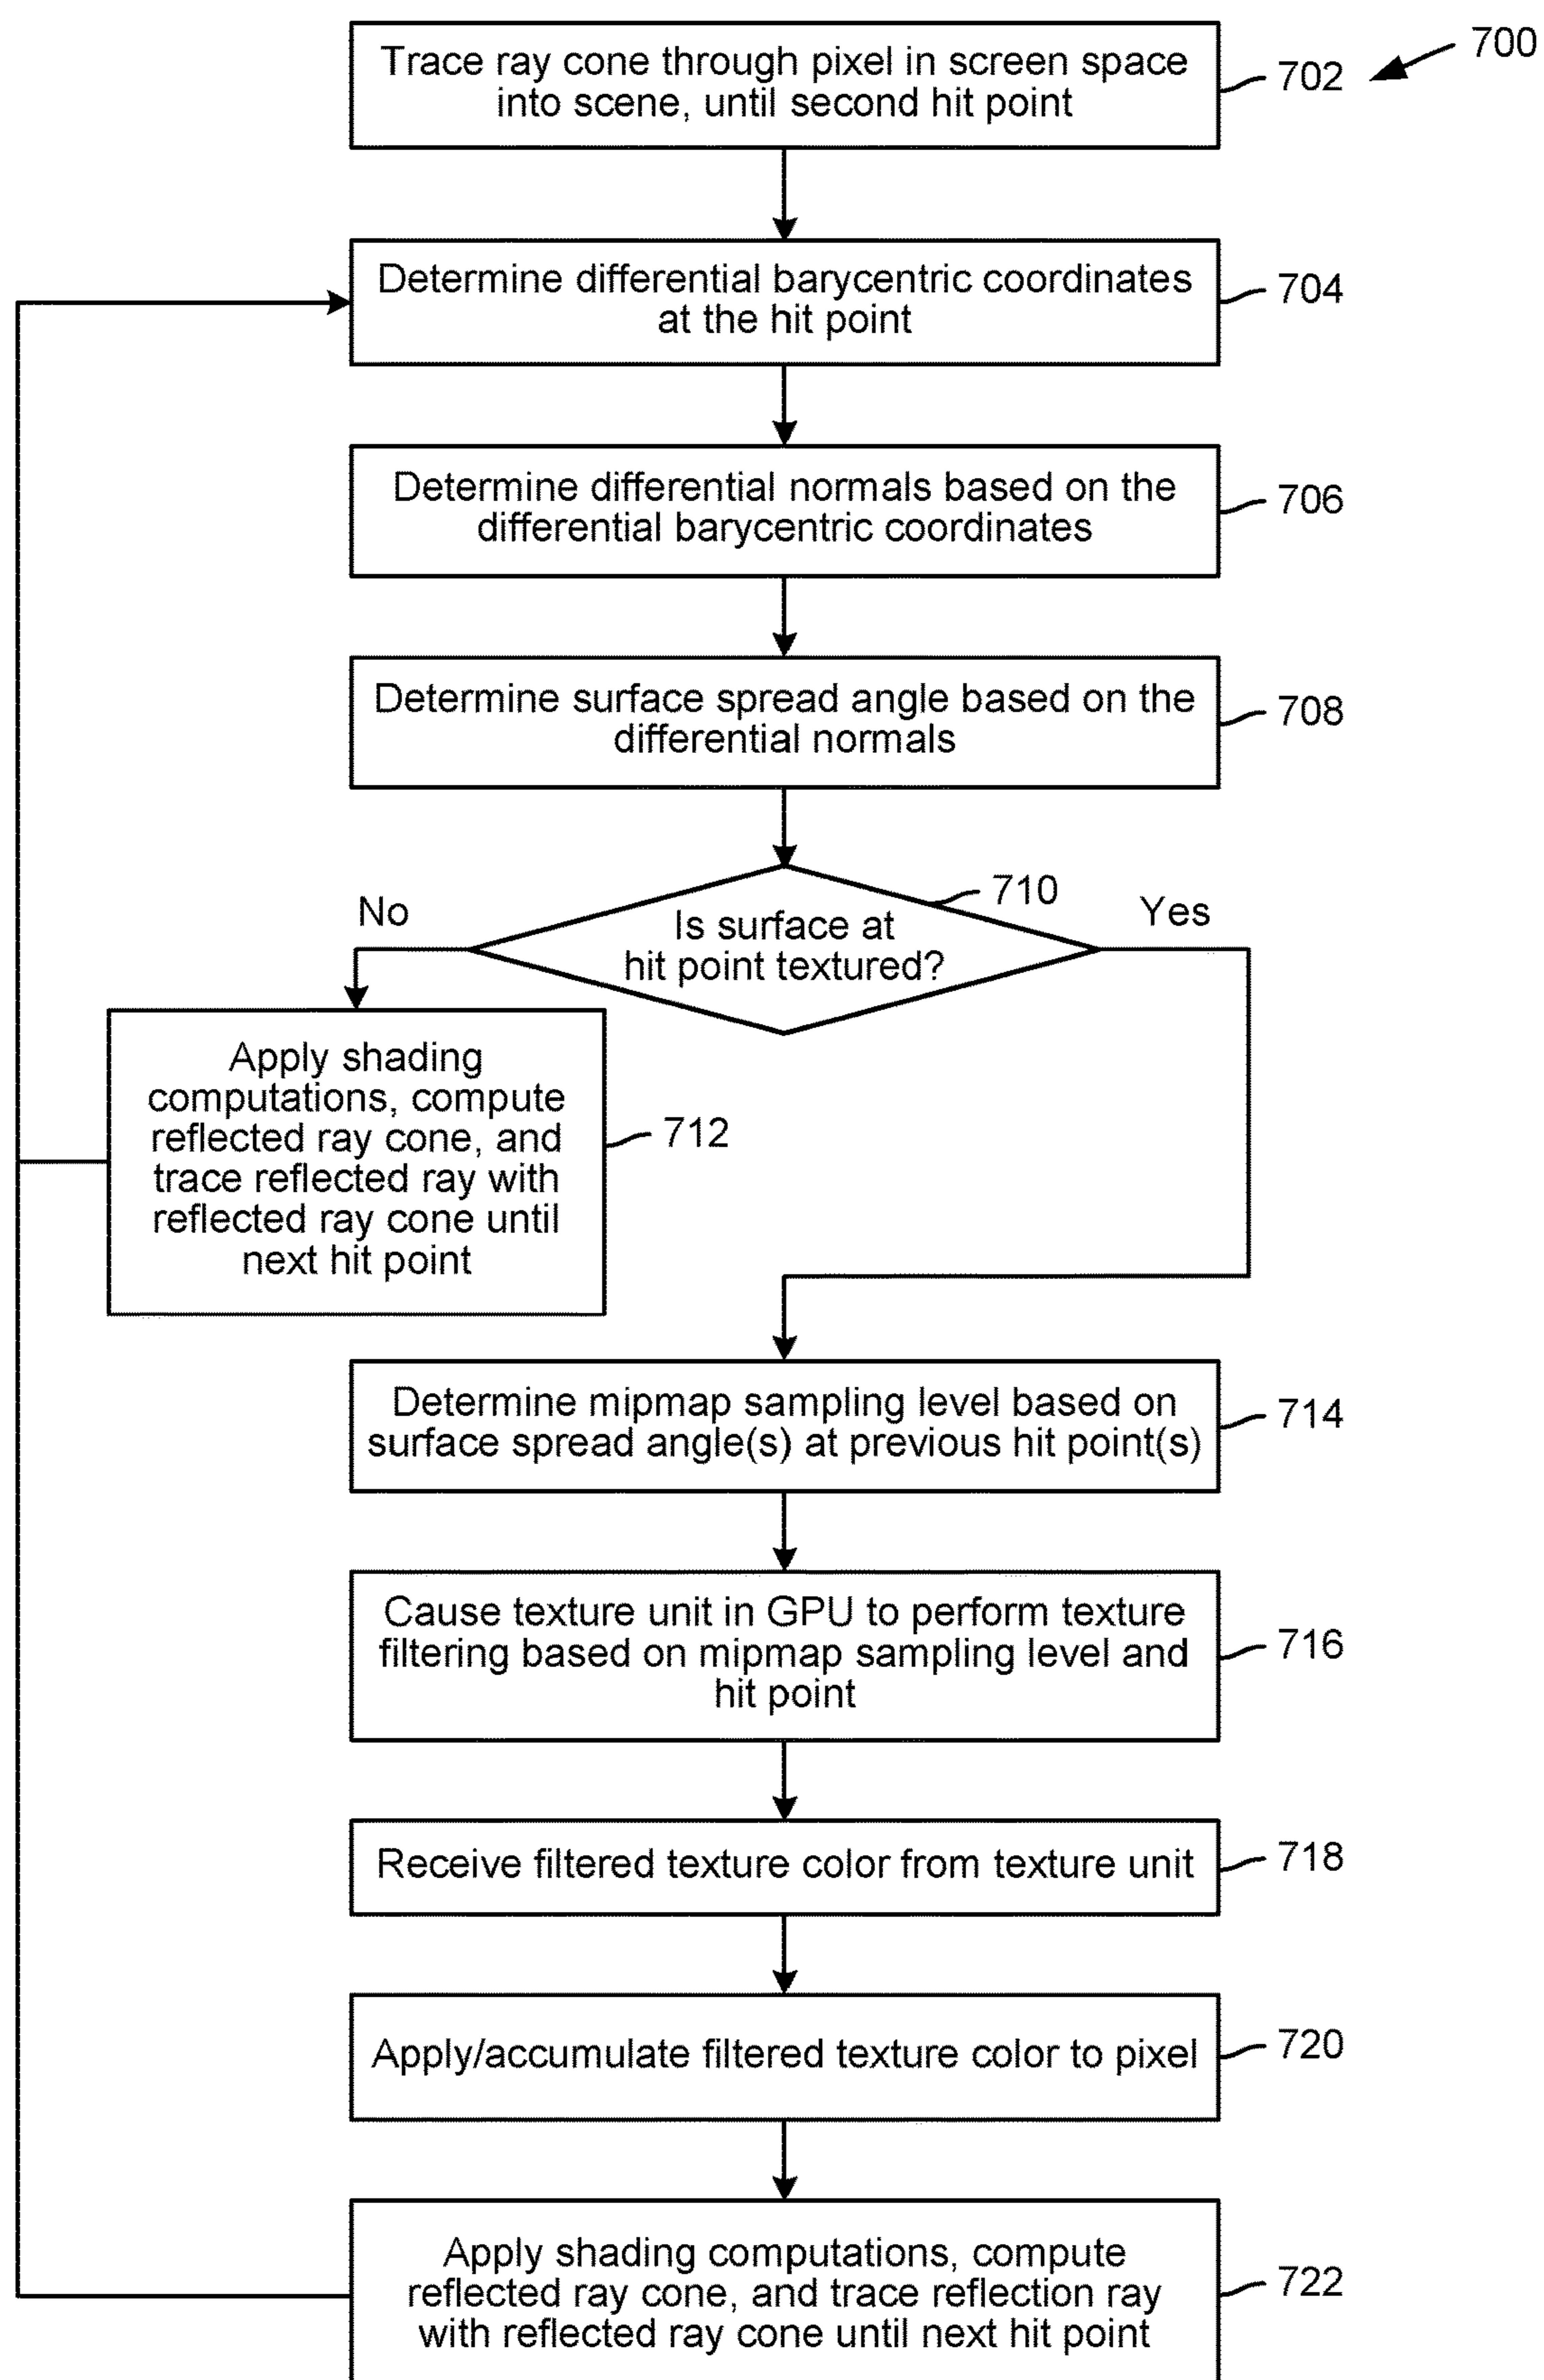 700
Trace ray cone through pixel in screen space
into scene, until second hit point
702
Determine differential barycentric coordinates
at the hit point
704
Determine differential normals based on the
differential barycentric coordinates
706
Determine surface spread angle based on the
differential normals
708
710
No
Yes
Is surface at
hit point textured?
Apply shading
computations, compute
reflected ray cone, and
trace reflected ray with
reflected ray cone until
next hit point
712
Determine mipmap sampling level based on
surface spread angle(s) at previous hit point(s)
714
Cause texture unit in GPU to perform texture
filtering based on mipmap sampling level and
hit point
716
Receive filtered texture color from texture unit
718
Apply/accumulate filtered texture color to pixel
720
Apply shading computations, compute
reflected ray cone, and trace reflection ray
with reflected ray cone until next hit point
722